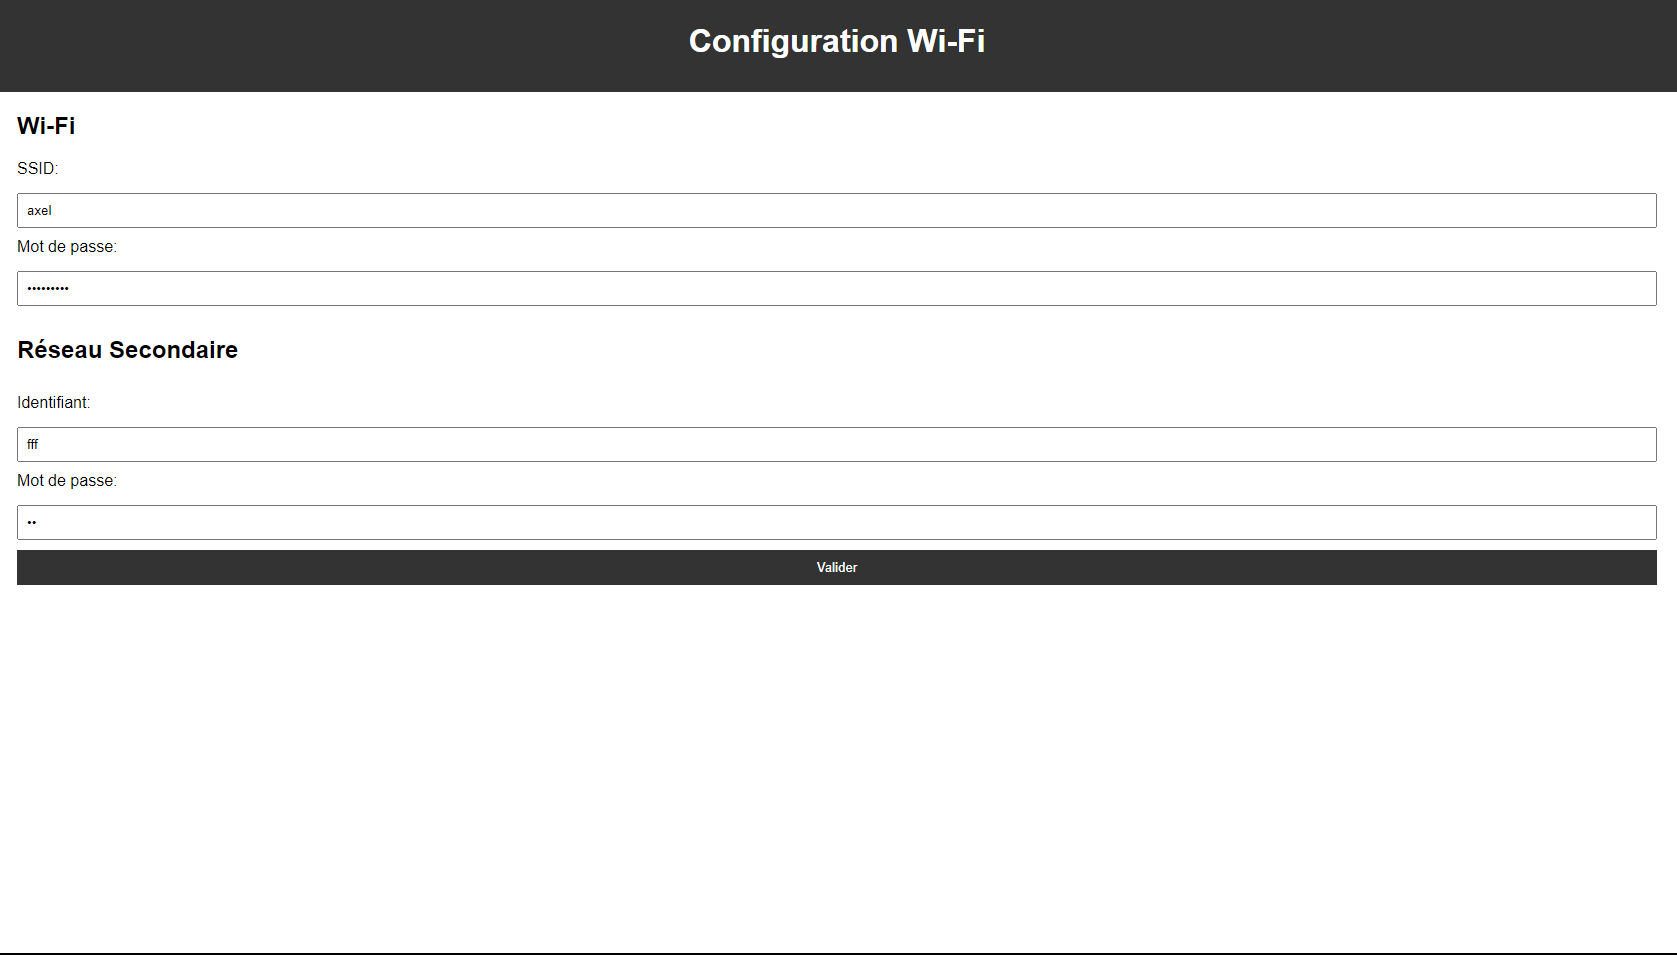 Configuration Wi-Fi
Wi-Fi
SSID:
axel
Mot de passe:
•••••••••
Réseau Secondaire
Identifiant:
fff
Mot de passe:
••
Valider